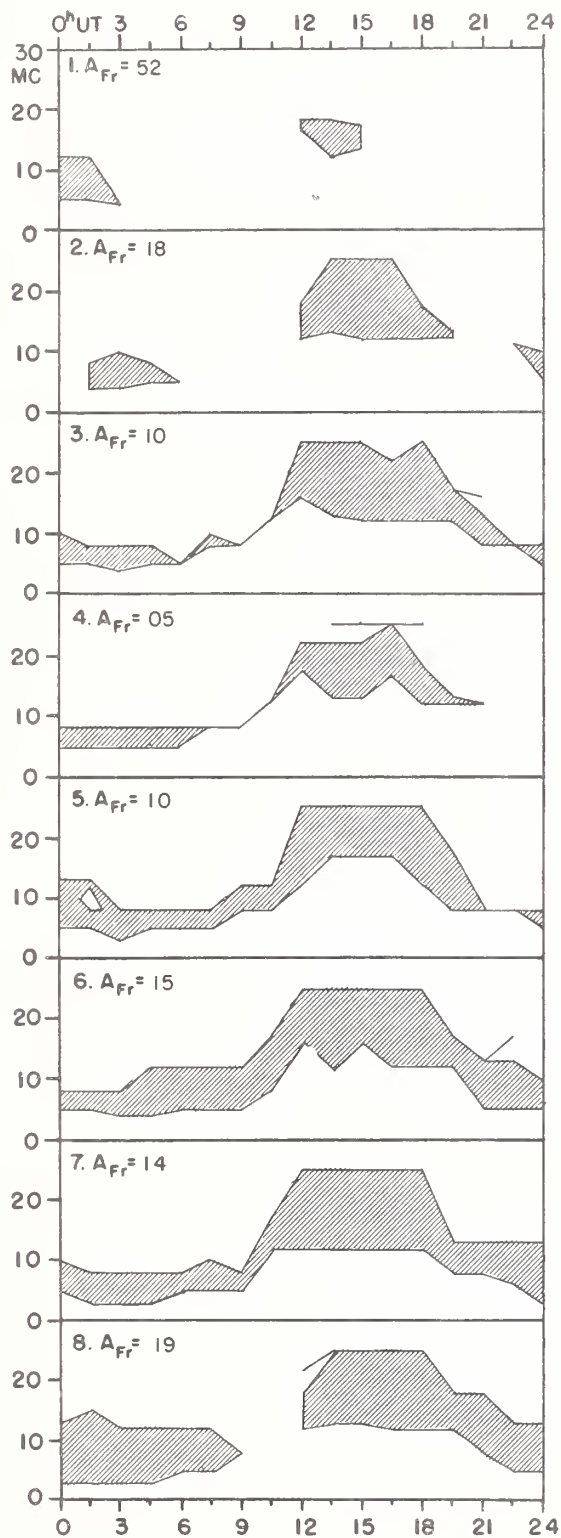 0ʰUT 3 6 9 12 15 18 21 24
30
MC
1. A_Fr = 52
20
10
0
2. A_Fr = 18
20
10
0
3. A_Fr = 10
20
10
0
4. A_Fr = 05
20
10
0
5. A_Fr = 10
20
10
0
6. A_Fr = 15
20
10
0
7. A_Fr = 14
20
10
0
8. A_Fr = 19
20
10
0
0 3 6 9 12 15 18 21 24